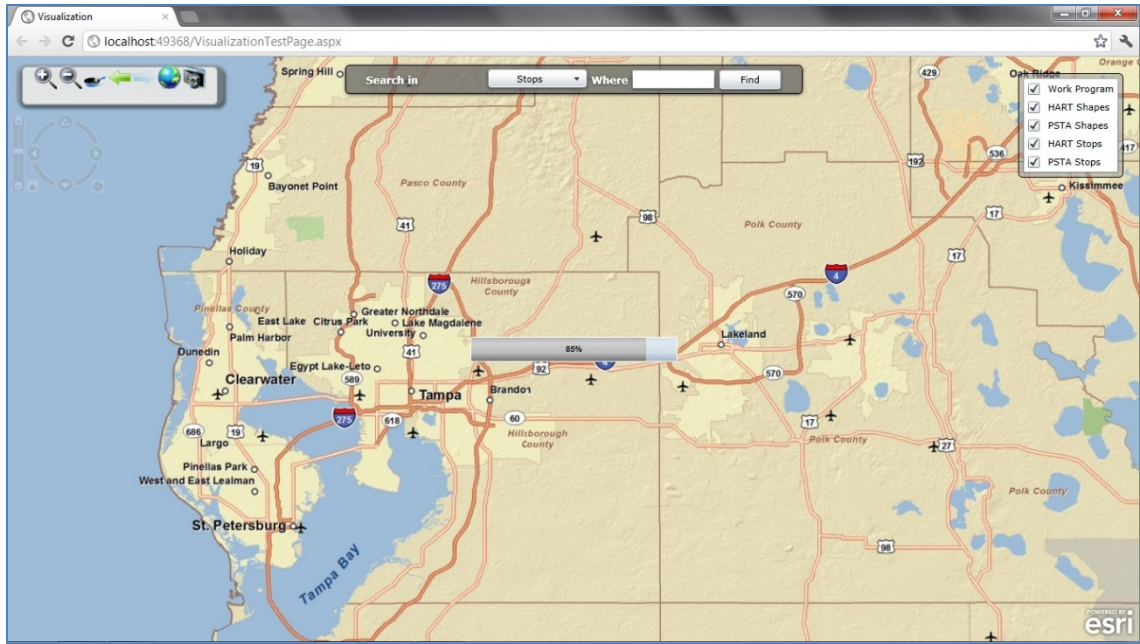 Visualization
localhost:49368/VisualizationTestPage.aspx
Search in
Stops
Where
Find
Work Program
HART Shapes
PSTA Shapes
HART Stops
PSTA Stops
Spring Hill
429
Oak Ridge
Orange C
417
192
536
19
Bayonet Point
Pasco County
Kissimmee
98
17
41
Polk County
Holiday
17
275
Hillsborough
County
4
570
Pinellas County
Greater Northdale
East Lake
Citrus Park
Lake Magdalene
Palm Harbor
University
Lakeland
85%
Dunedin
41
Egypt Lake-Leto
92
570
Clearwater
589
Tampa
Brandon
275
618
60
17
686
19
Largo
Hillsborough
County
Polk County
27
Pinellas Park
West and East Lealman
Polk County
St. Petersburg
98
Tampa Bay
POWERED BY
esri